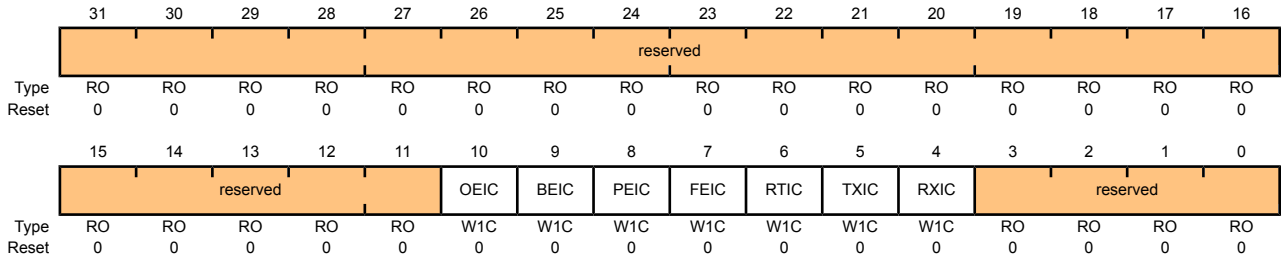 31 30 29 28 27 26 25 24 23 22 21 20 19 18 17 16
reserved
Type RO RO RO RO RO RO RO RO RO RO RO RO RO RO RO RO
Reset 0 0 0 0 0 0 0 0 0 0 0 0 0 0 0 0
15 14 13 12 11 10 9 8 7 6 5 4 3 2 1 0
reserved OEIC BEIC PEIC FEIC RTIC TXIC RXIC reserved
Type RO RO RO RO RO W1C W1C W1C W1C W1C W1C W1C RO RO RO RO
Reset 0 0 0 0 0 0 0 0 0 0 0 0 0 0 0 0